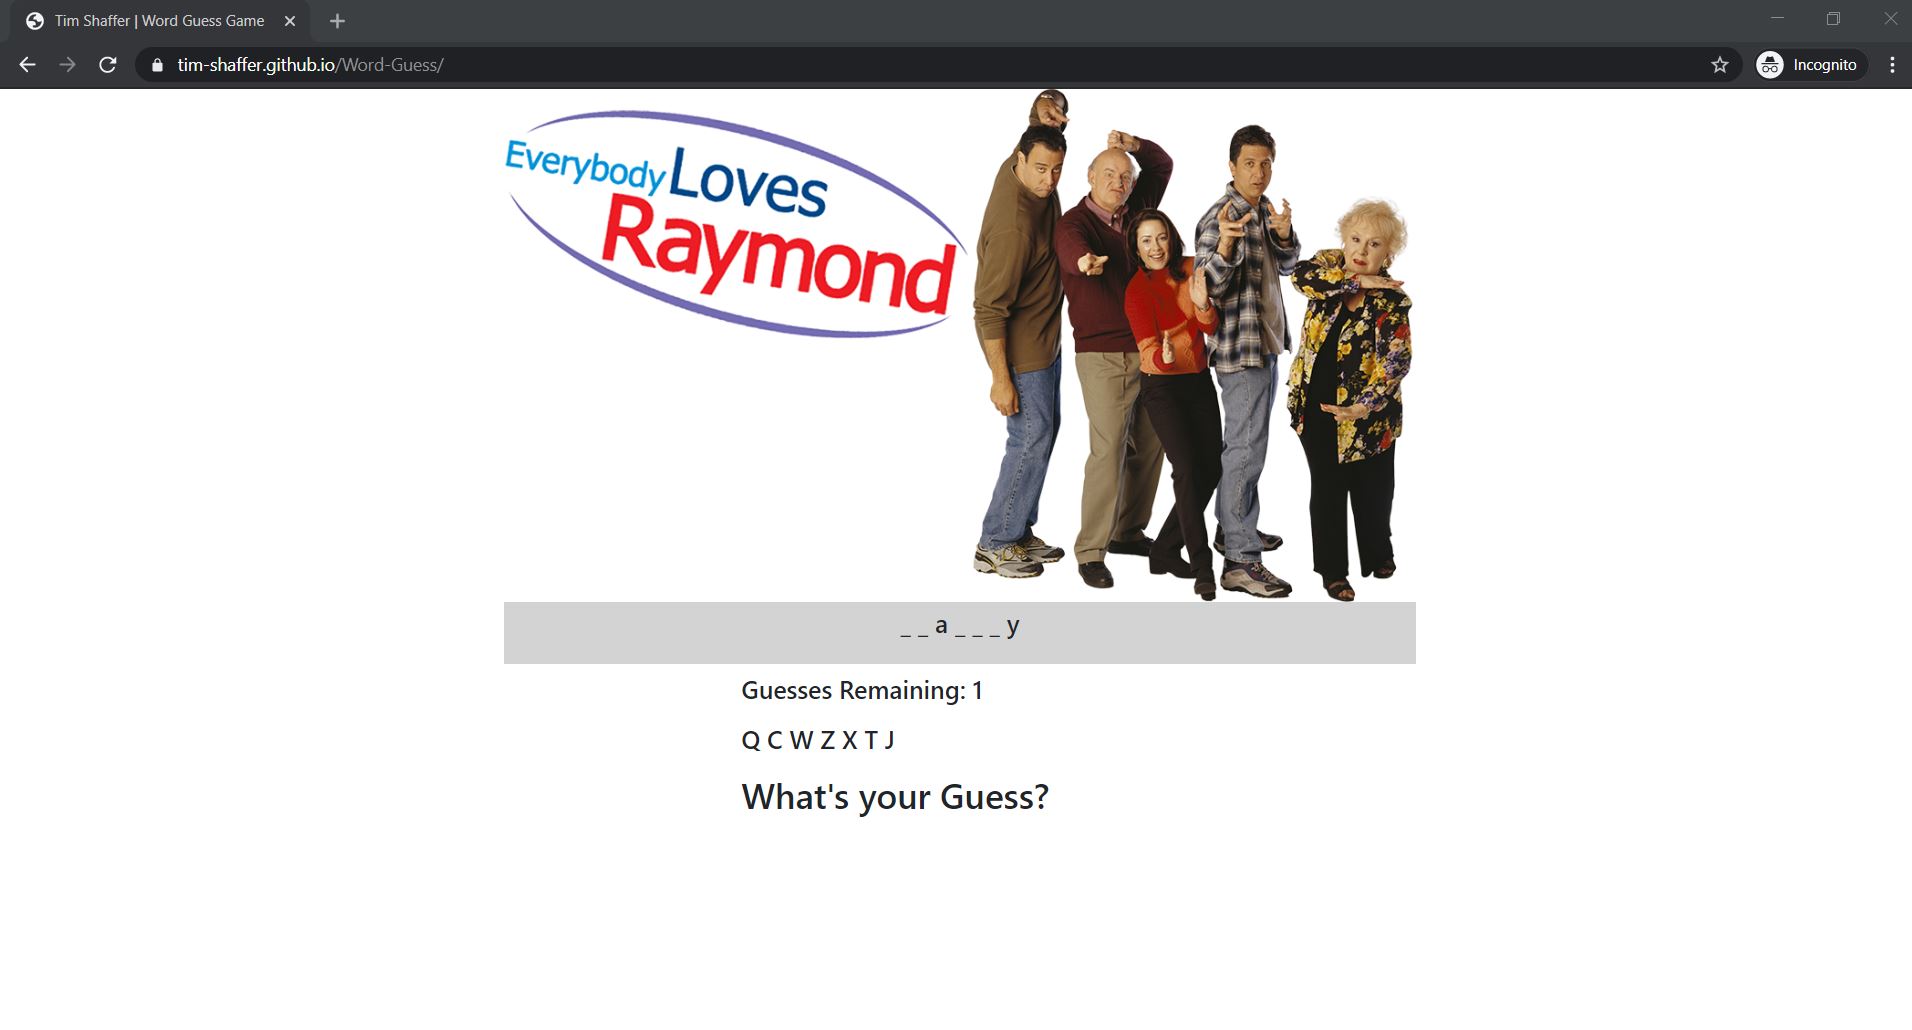 Tim Shaffer | Word Guess Game
tim-shaffer.github.io/Word-Guess/
Incognito
Everybody Loves
Raymond
_ _ a _ _ _ y
Guesses Remaining: 1
Q C W Z X T J
What's your Guess?